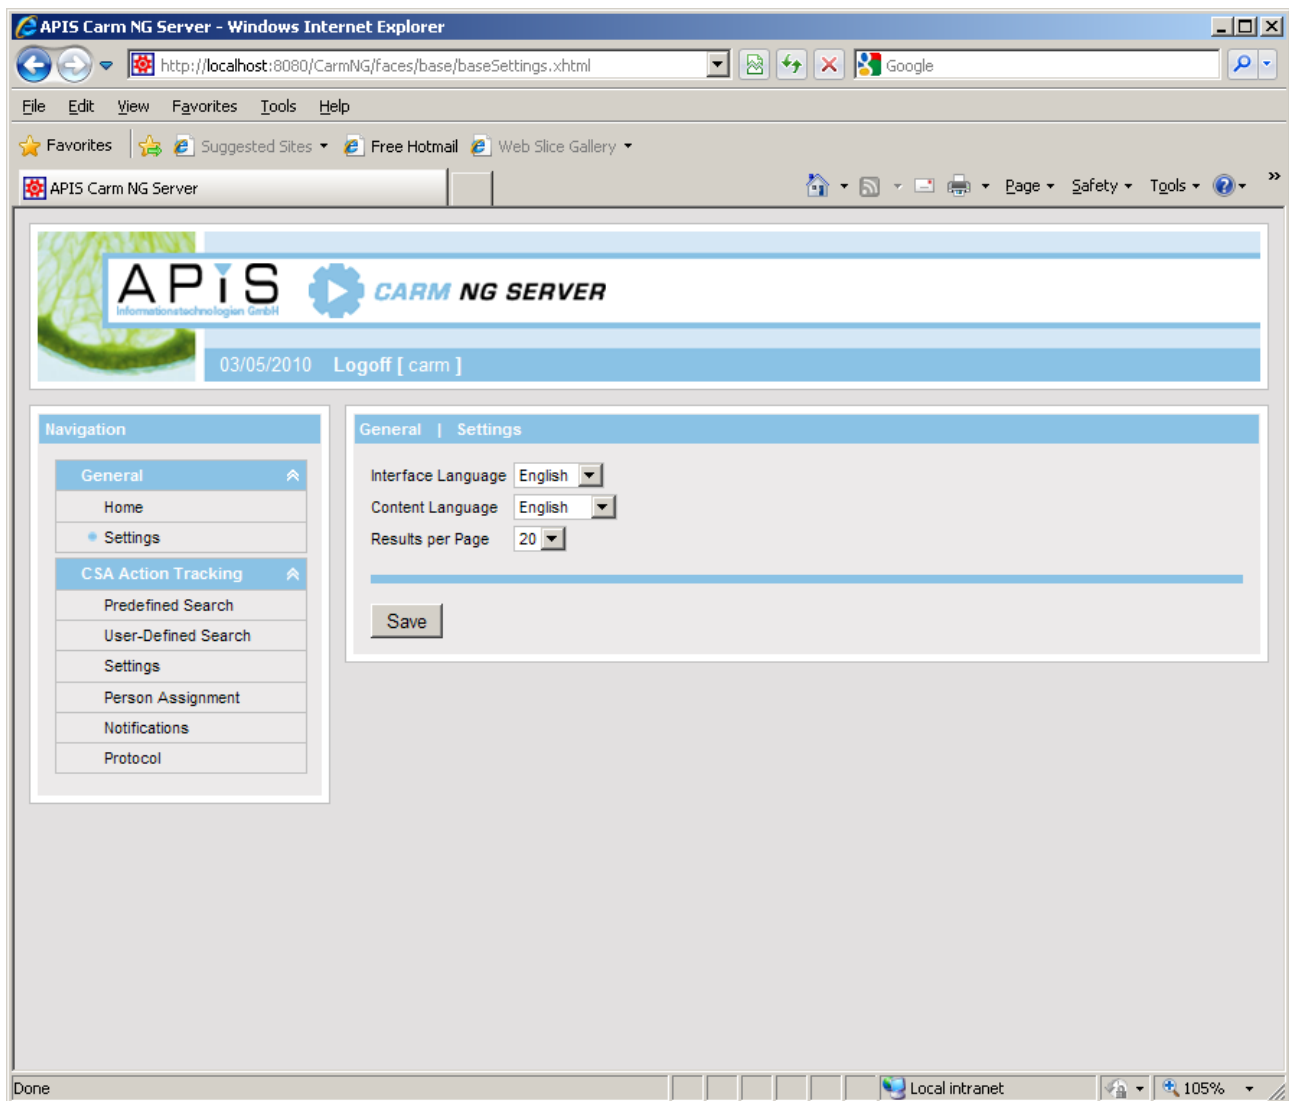 APIS Carm NG Server - Windows Internet Explorer
http://localhost:8080/CarmNG/faces/base/baseSettings.xhtml
Google
File Edit View Favorites Tools Help
Favorites Suggested Sites Free Hotmail Web Slice Gallery
APIS Carm NG Server
Page Safety Tools
APiS
Informationstechnologien GmbH
CARM NG SERVER
03/05/2010 Logoff [ carm ]
Navigation
General
Home
Settings
CSA Action Tracking
Predefined Search
User-Defined Search
Settings
Person Assignment
Notifications
Protocol
General | Settings
Interface Language English
Content Language English
Results per Page 20
Save
Done
Local intranet
105%